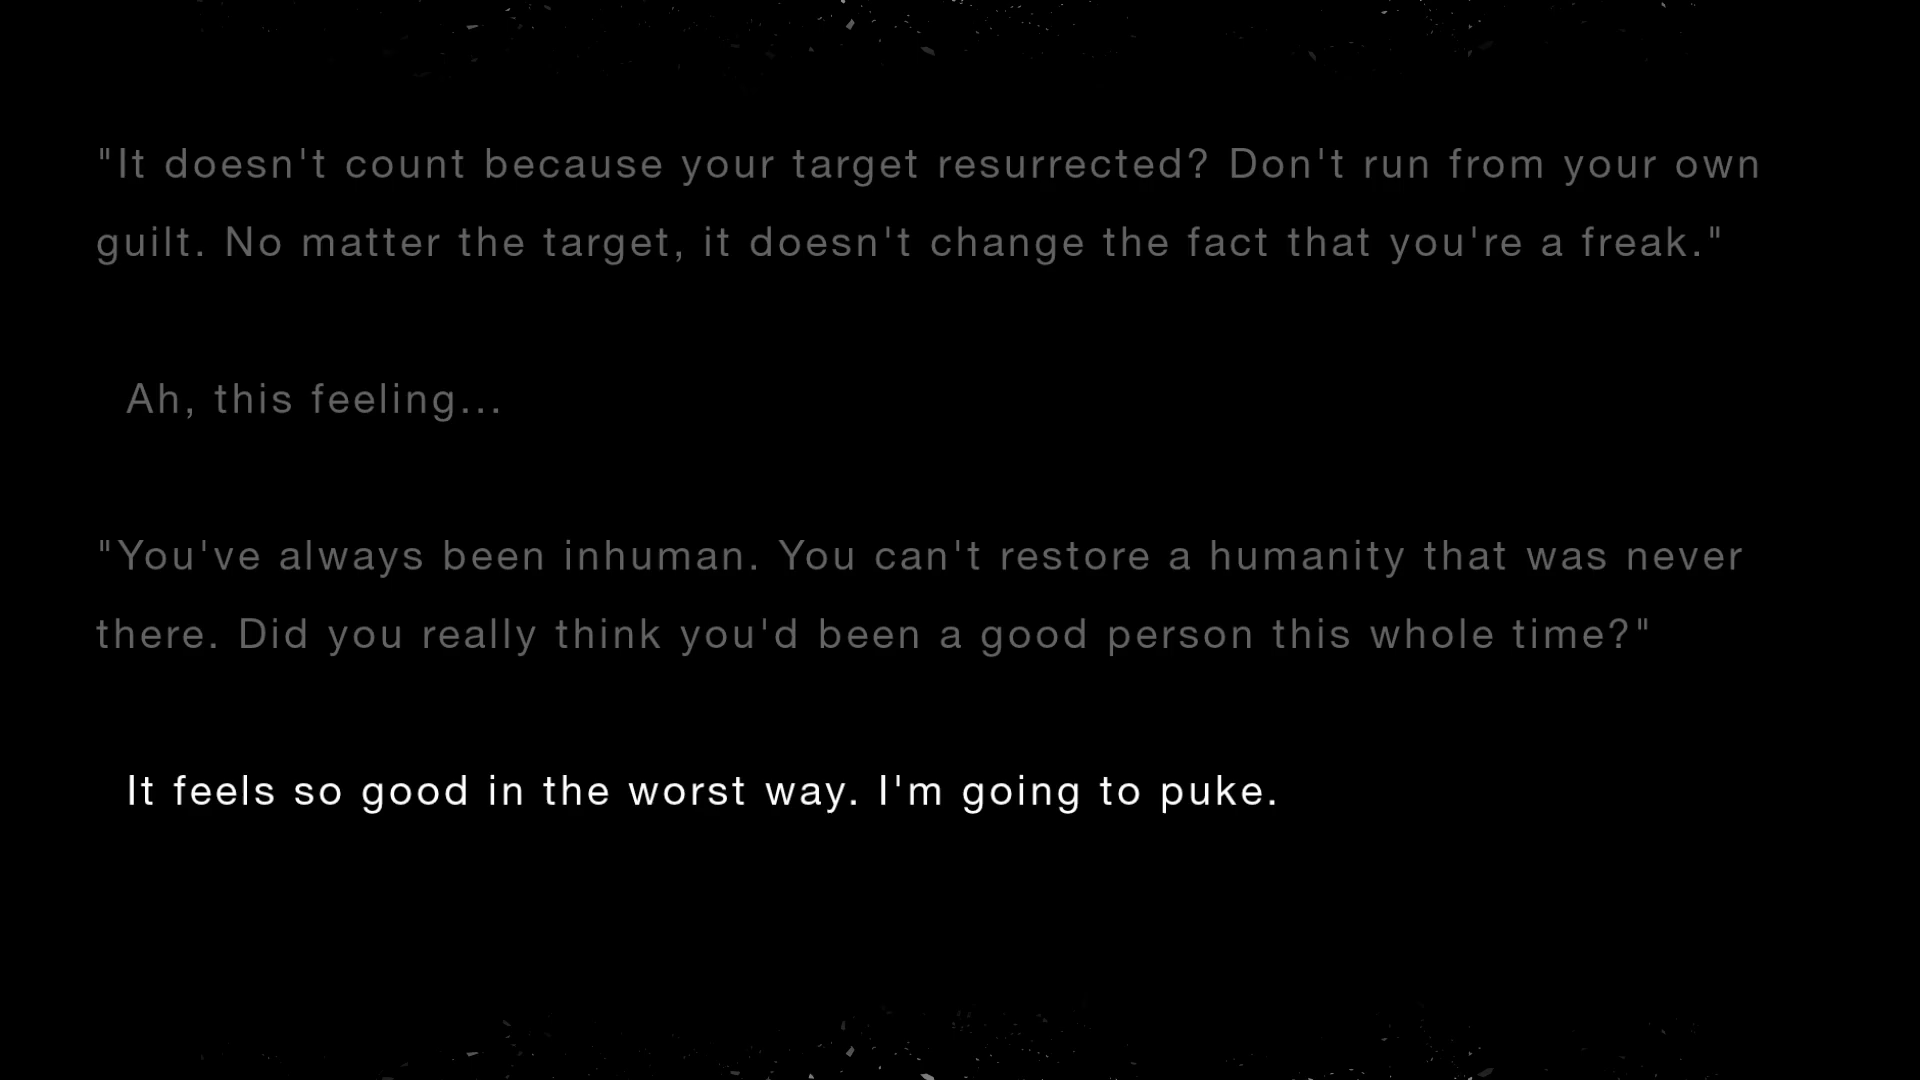 "It doesn't count because your target resurrected? Don't run from your own
guilt. No matter the target, it doesn't change the fact that you're a freak."
Ah, this feeling...
"You've always been inhuman. You can't restore a humanity that was never
there. Did you really think you'd been a good person this whole time?"
It feels so good in the worst way. I'm going to puke.